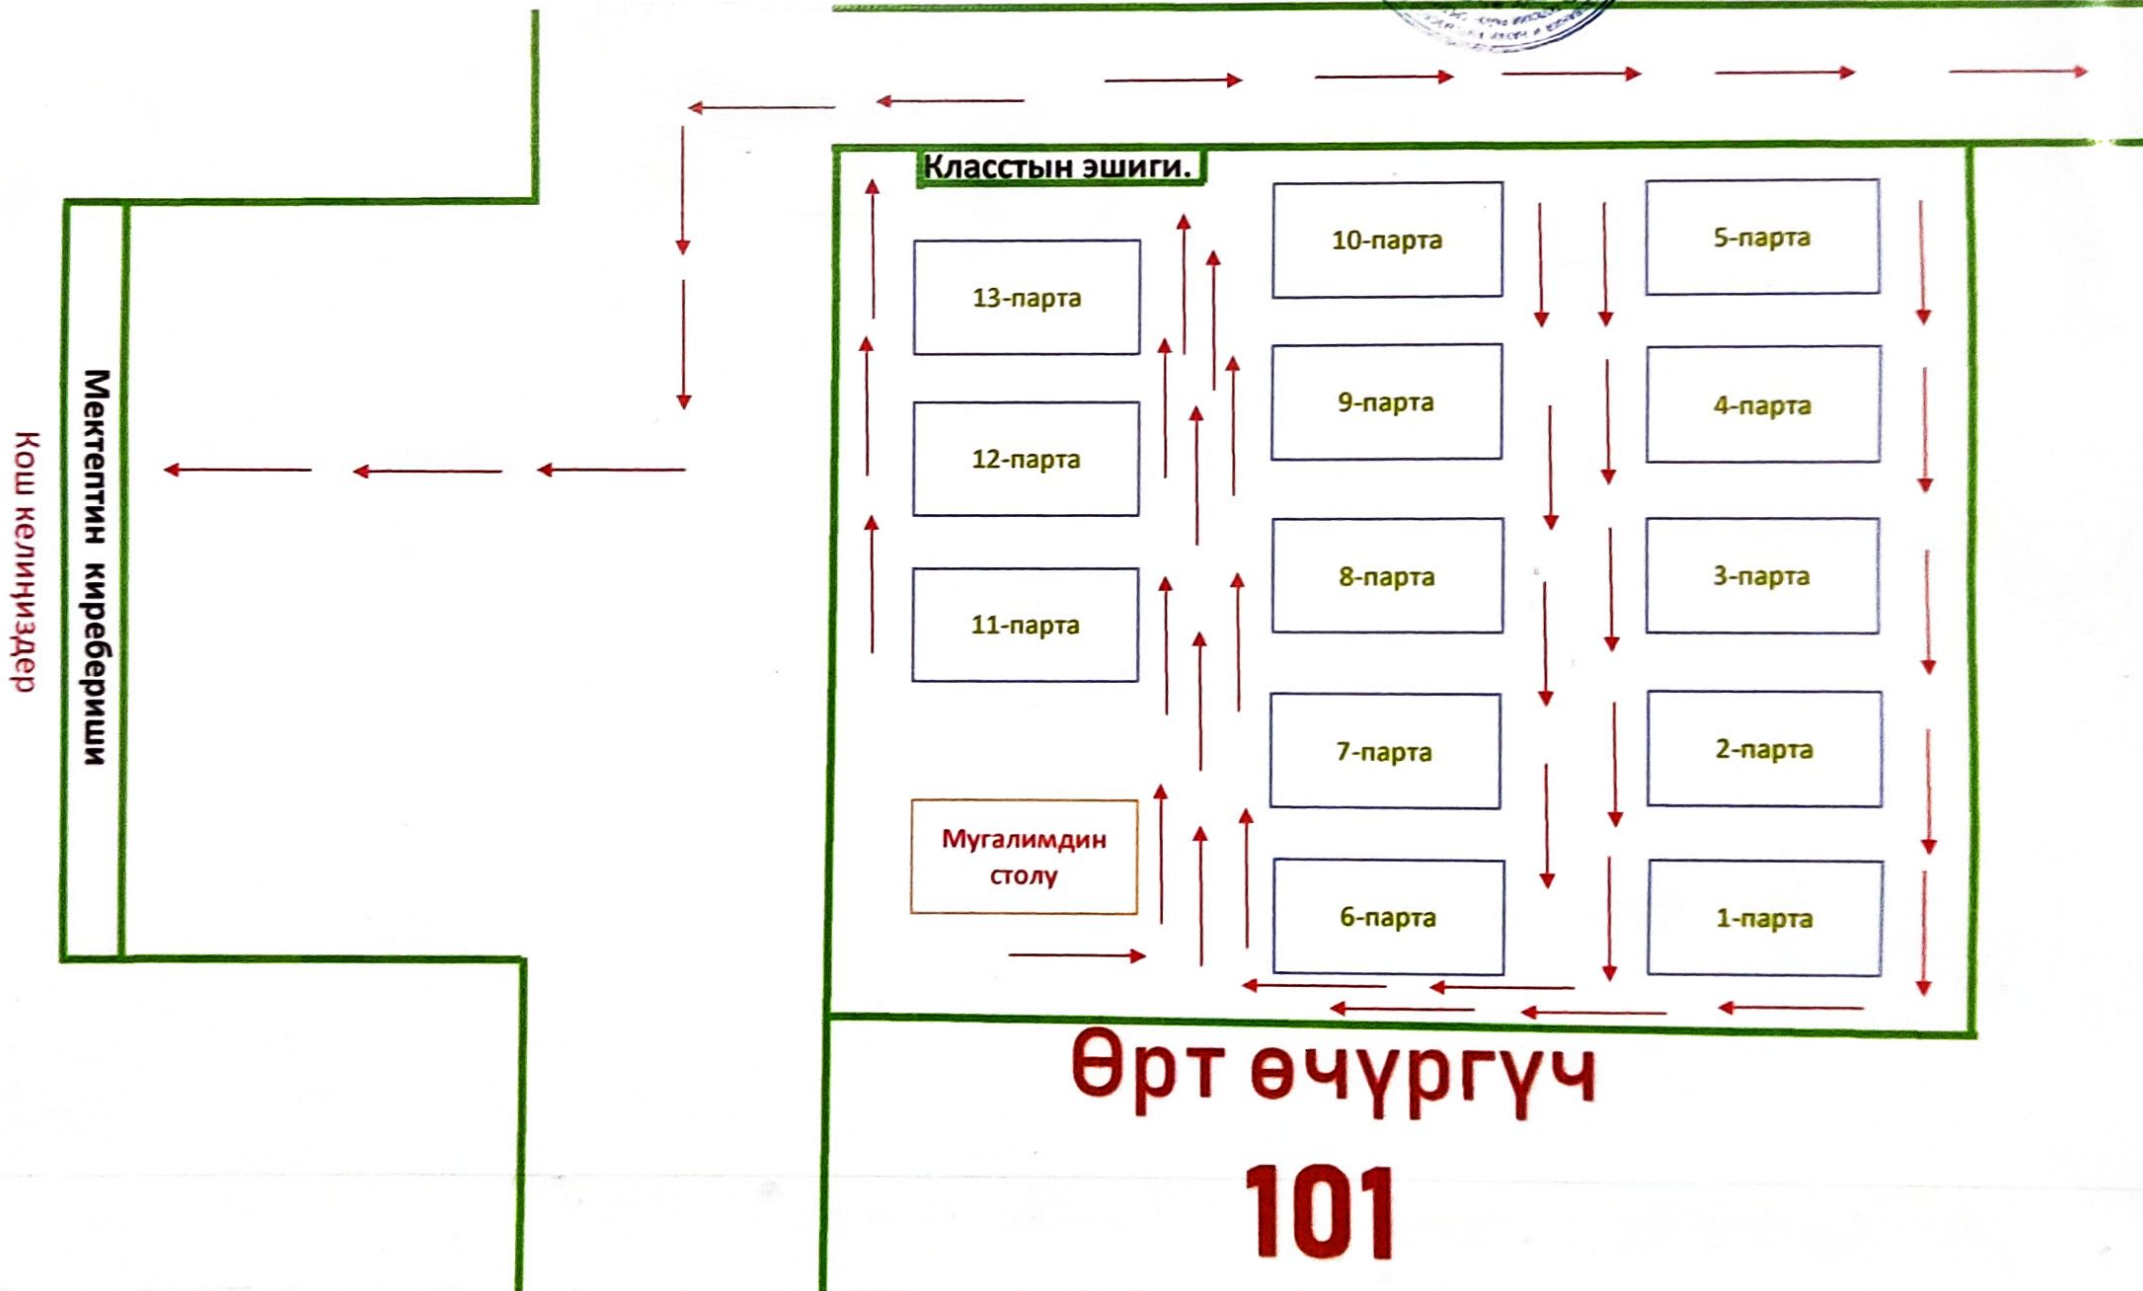 Класстын эшиги.
10-парта
5-парта
13-парта
9-парта
4-парта
12-парта
8-парта
3-парта
11-парта
7-парта
2-парта
Мугалимдин
столу
6-парта
1-парта
Мектептин киребериши
Кош келиңиздер
Өрт өчүргүч
101